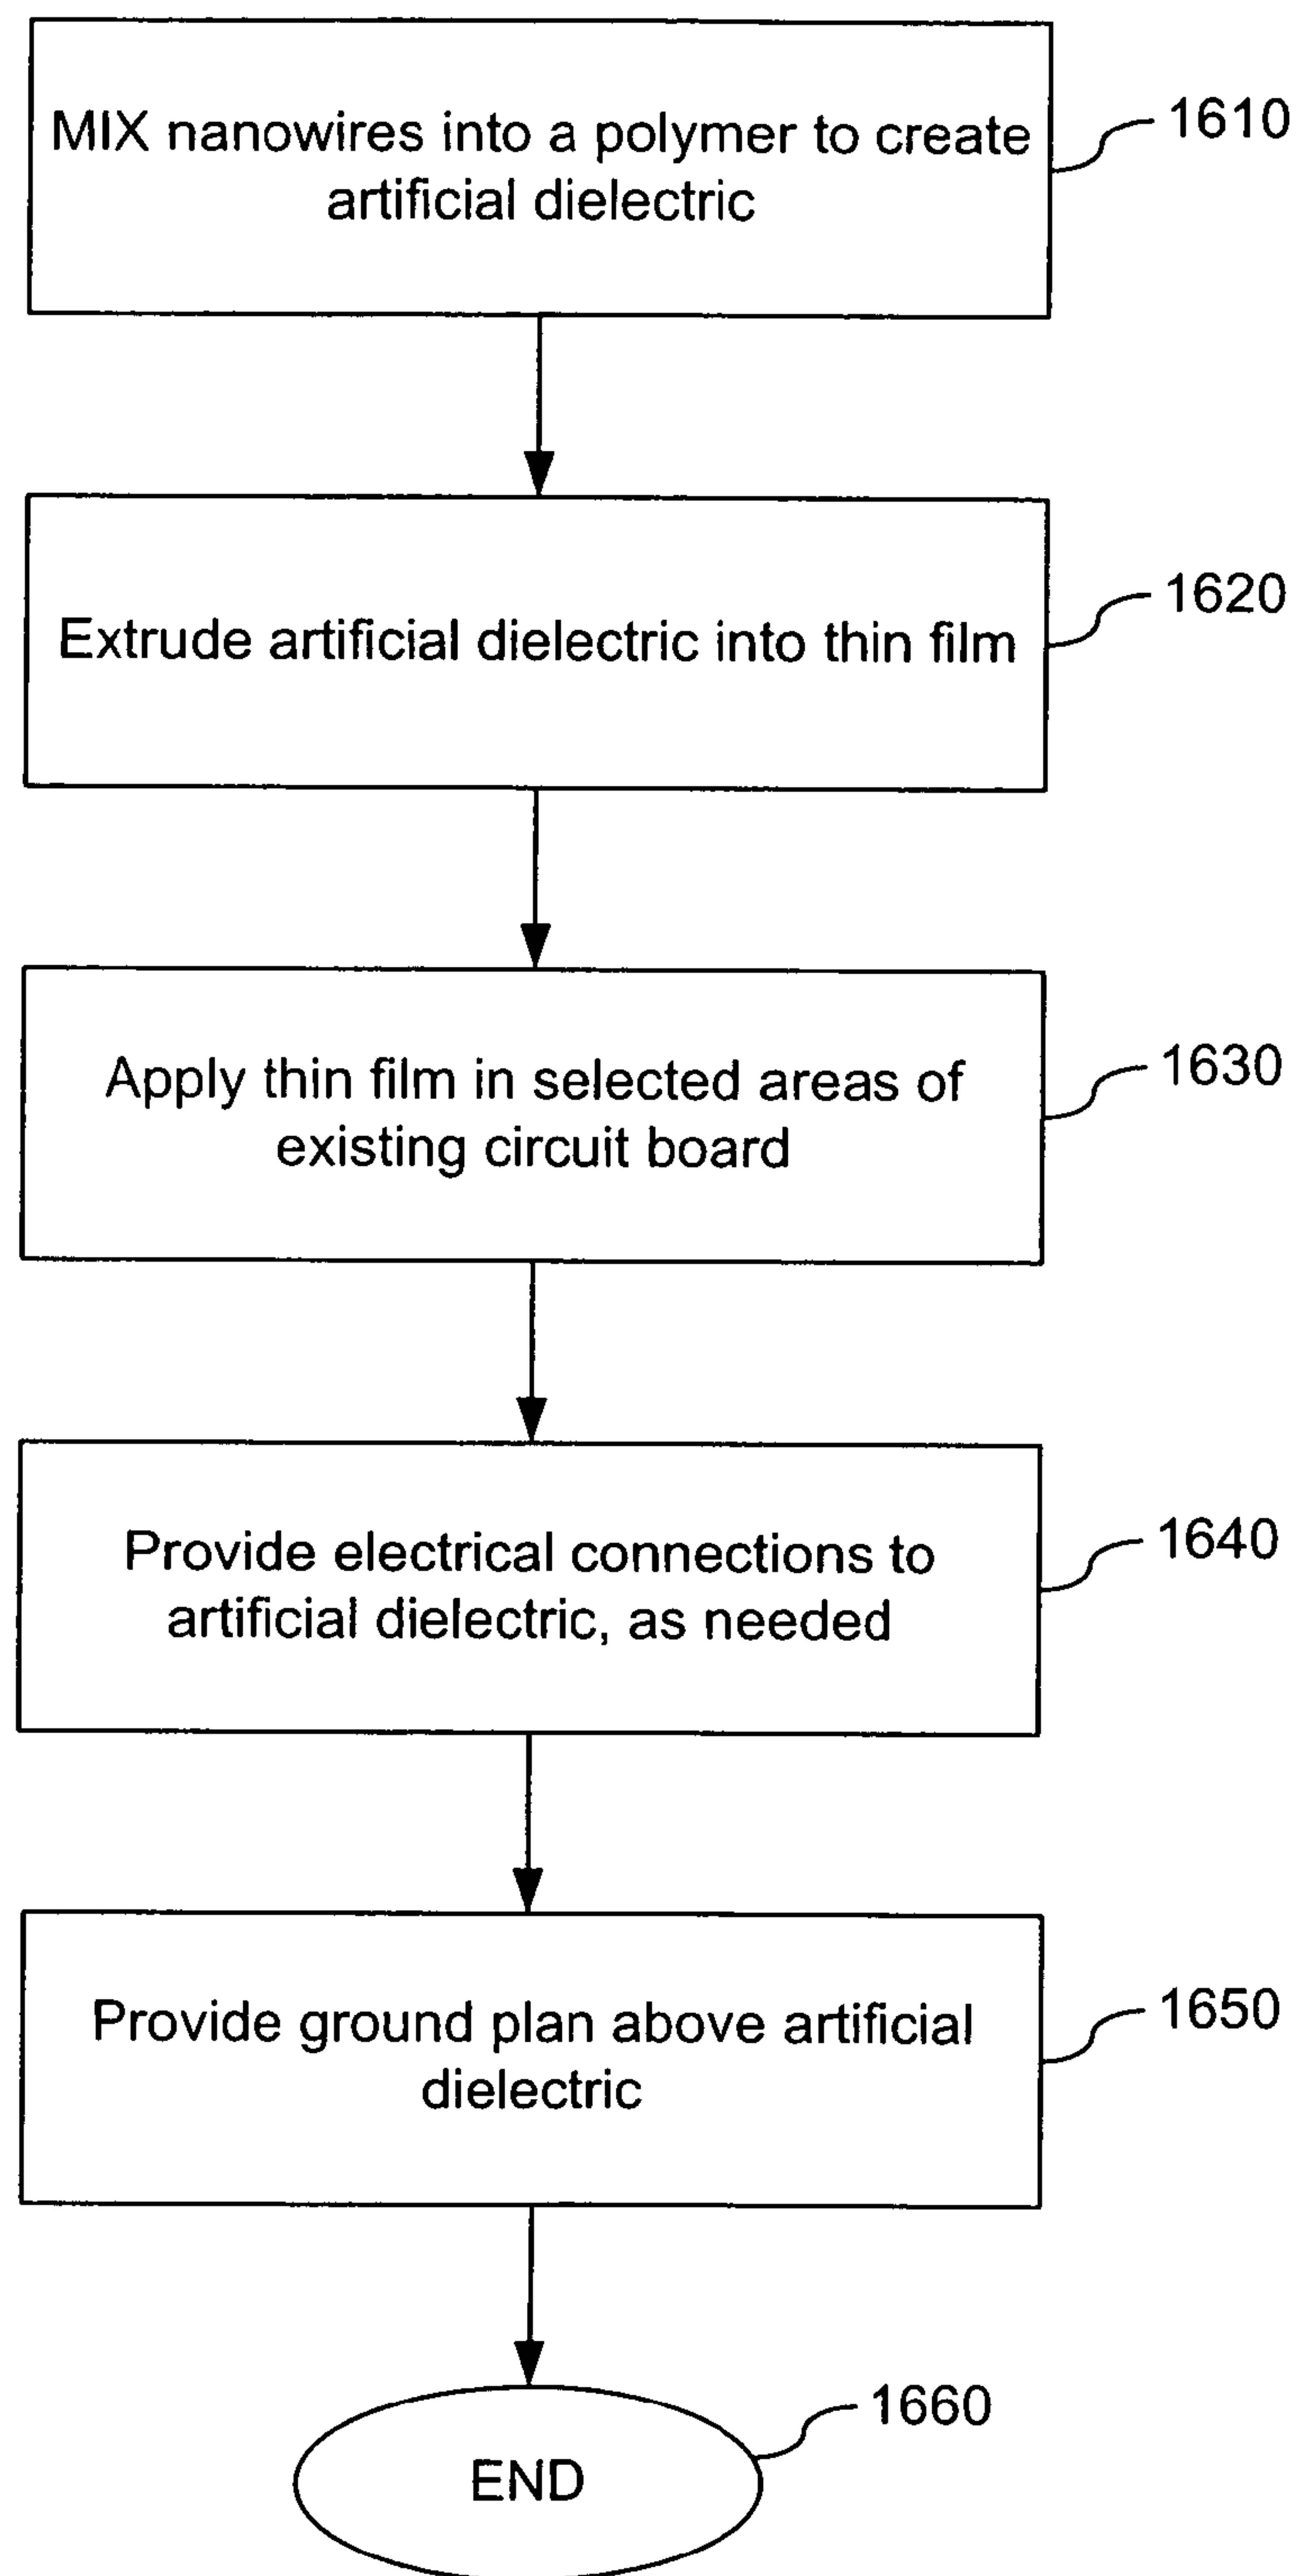 MIX nanowires into a polymer to create
artificial dielectric
1610
Extrude artificial dielectric into thin film
1620
Apply thin film in selected areas of
existing circuit board
1630
Provide electrical connections to
artificial dielectric, as needed
1640
Provide ground plan above artificial
dielectric
1650
END
1660